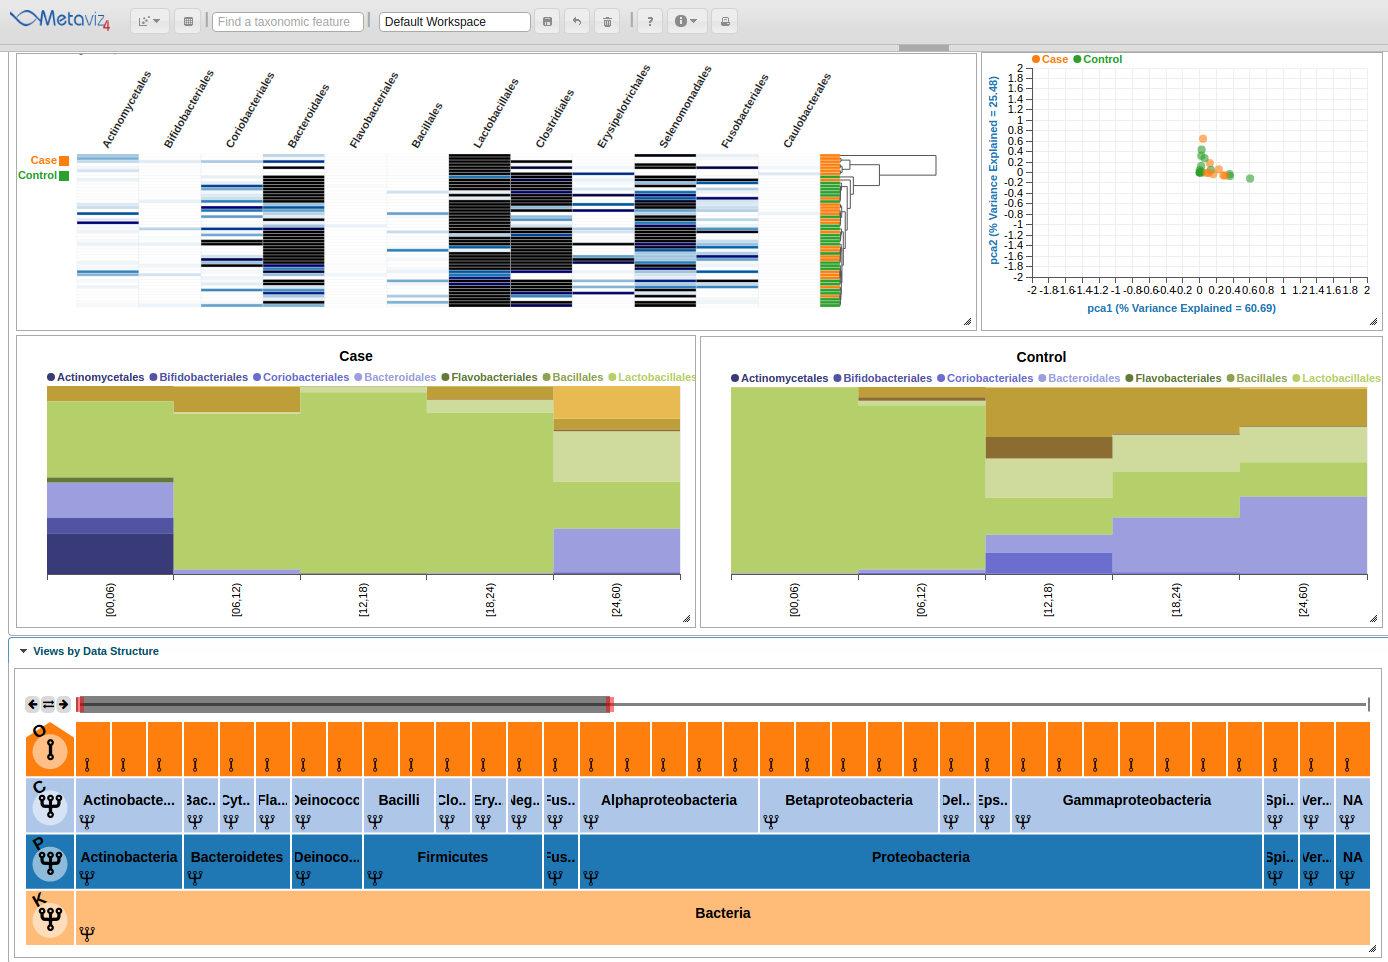 Metaviz 4
Find a taxonomic feature
Default Workspace
?
Actinomycetales
Bifidobacteriales
Coriobacteriales
Bacteroidales
Flavobacteriales
Bacillales
Lactobacillales
Clostridiales
Erysipelotrichales
Selenomonadales
Fusobacteriales
Caulobacterales
Case
Control
Case Control
pca2 (% Variance Explained = 25.48)
2
1.8
1.6
1.4
1.2
1
0.8
0.6
0.4
0.2
0
-0.2
-0.4
-0.6
-0.8
-1
-1.2
-1.4
-1.6
-1.8
-2
-2 -1.8 -1.6 -1.4 -1.2 -1 -0.8 -0.6 -0.4 -0.2 0 0.2 0.4 0.6 0.8 1 1.2 1.4 1.6 1.8 2
pca1 (% Variance Explained = 60.69)
Case
Actinomycetales Bifidobacteriales Coriobacteriales Bacteroidales Flavobacteriales Bacillales Lactobacillales
[00,06) [06,12) [12,18) [18,24) [24,60)
Control
Actinomycetales Bifidobacteriales Coriobacteriales Bacteroidales Flavobacteriales Bacillales Lactobacillales
[00,06) [06,12) [12,18) [18,24) [24,60)
Views by Data Structure
O
C Actinobacte... Bac.. Cyt.. Fla... Deinococc Bacilli Clo.. Ery... Neg.. Fus.. Alphaproteobacteria Betaproteobacteria Del... Eps.. Gammaproteobacteria Spi... Ver... NA
P Actinobacteria Bacteroidetes Deinoco... Firmicutes Fus.. Proteobacteria Spi... Ver... NA
K Bacteria